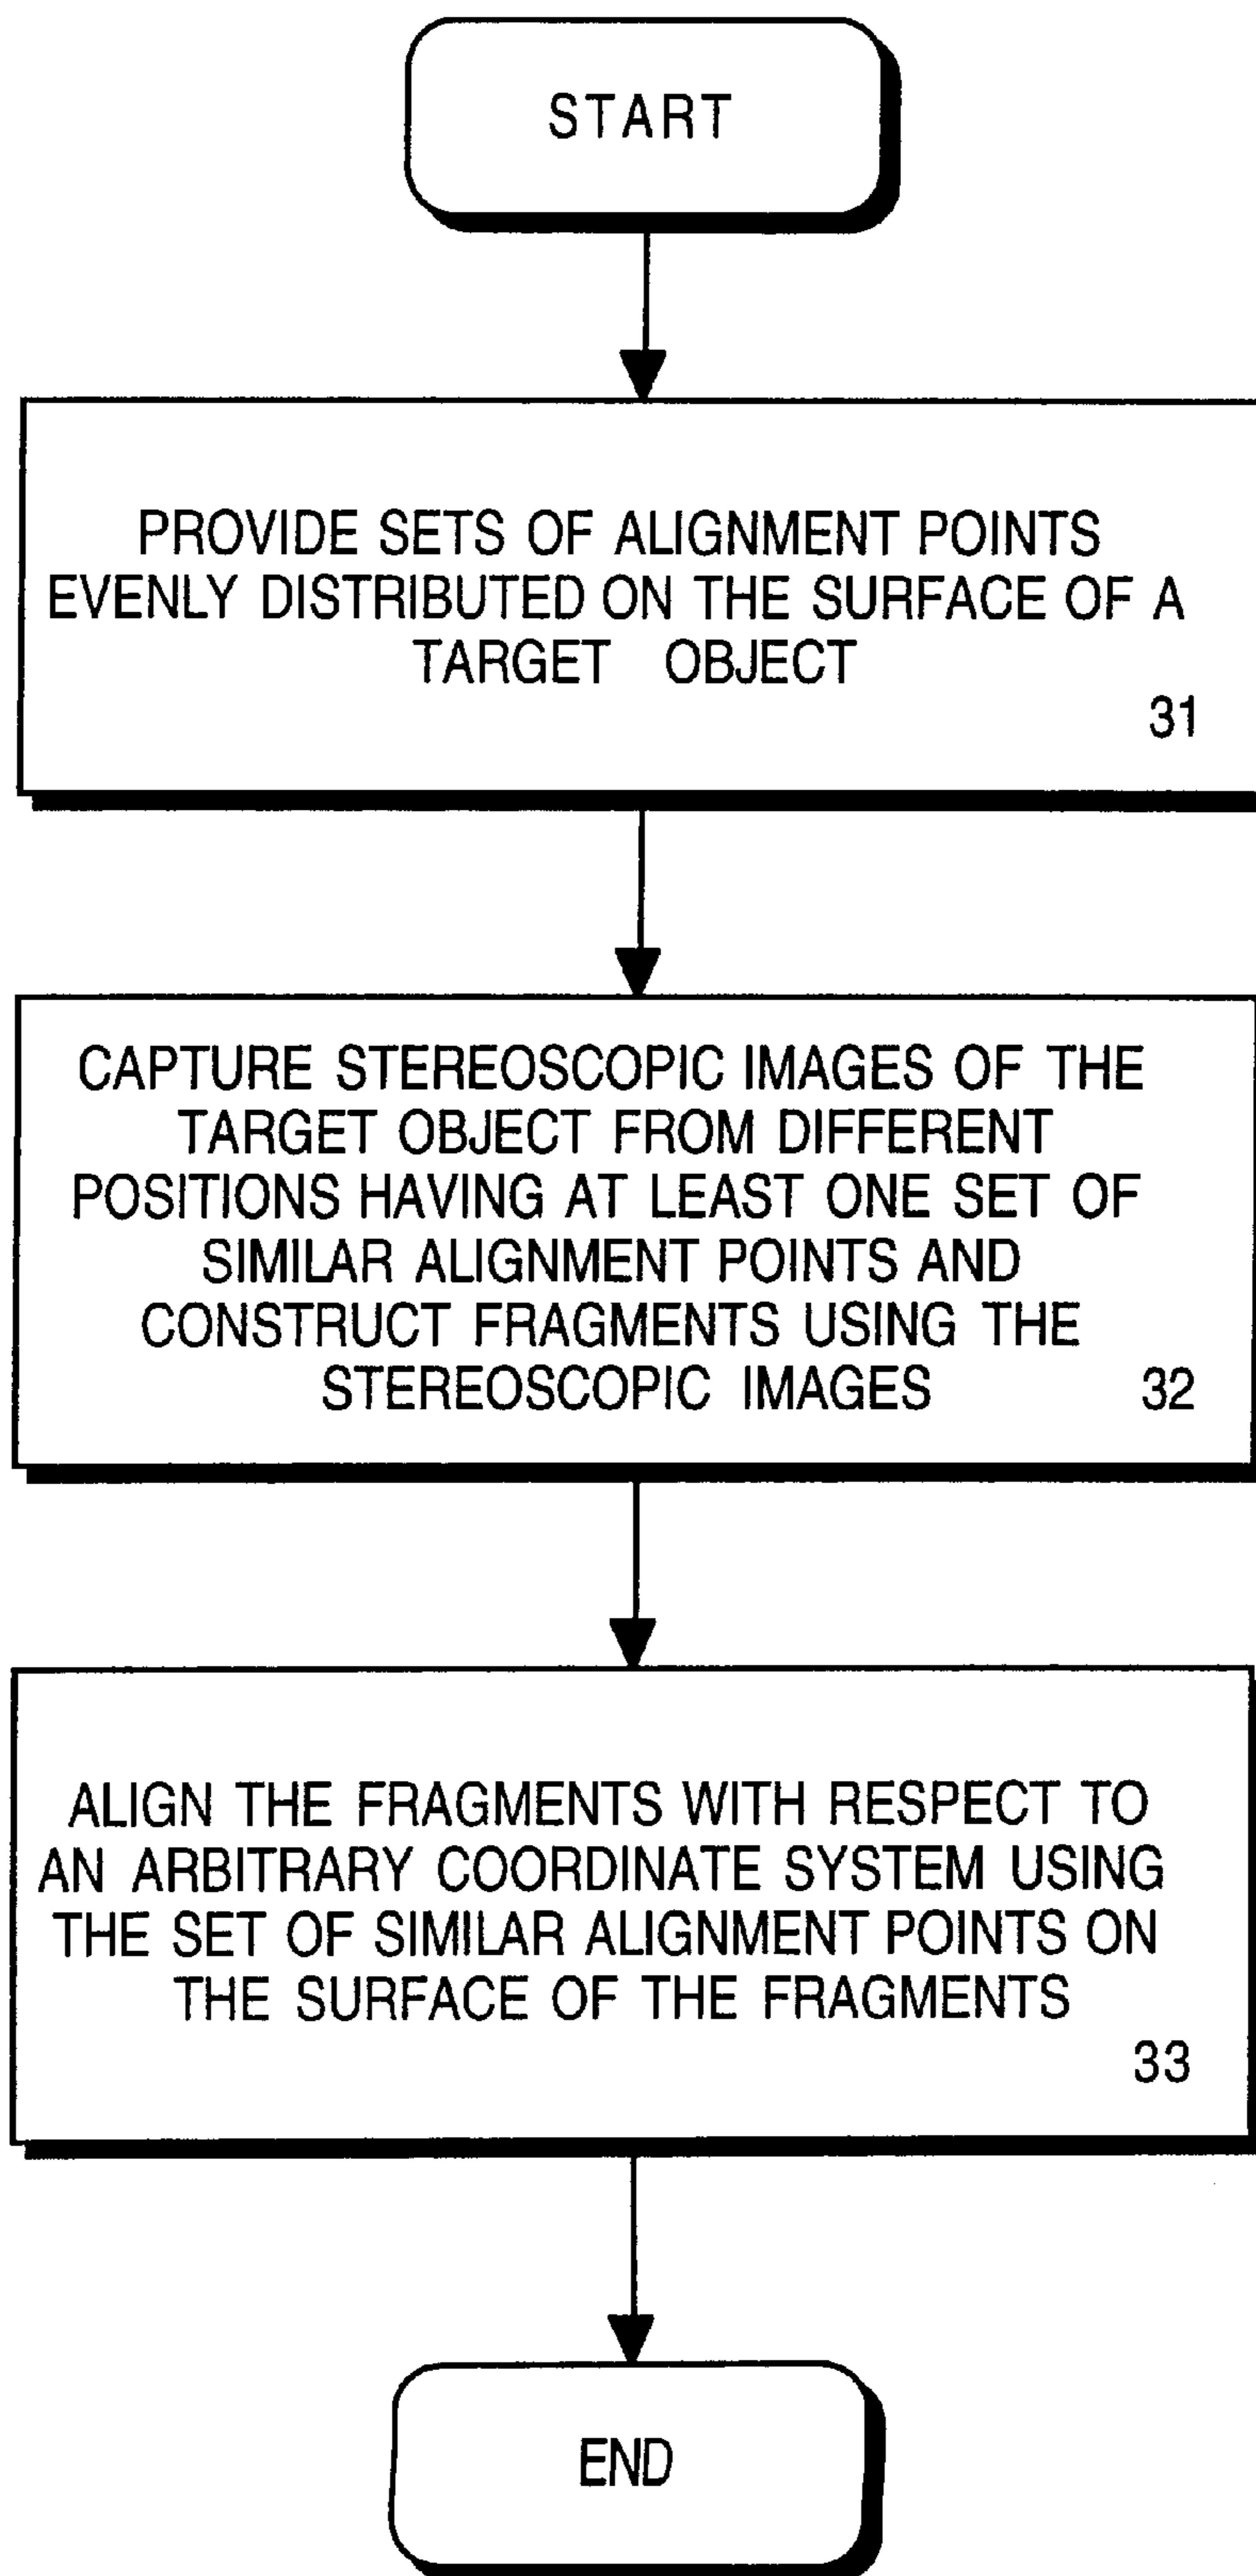 START
PROVIDE SETS OF ALIGNMENT POINTS
EVENLY DISTRIBUTED ON THE SURFACE OF A
TARGET OBJECT
31
CAPTURE STEREOSCOPIC IMAGES OF THE
TARGET OBJECT FROM DIFFERENT
POSITIONS HAVING AT LEAST ONE SET OF
SIMILAR ALIGNMENT POINTS AND
CONSTRUCT FRAGMENTS USING THE
STEREOSCOPIC IMAGES 32
ALIGN THE FRAGMENTS WITH RESPECT TO
AN ARBITRARY COORDINATE SYSTEM USING
THE SET OF SIMILAR ALIGNMENT POINTS ON
THE SURFACE OF THE FRAGMENTS
33
END